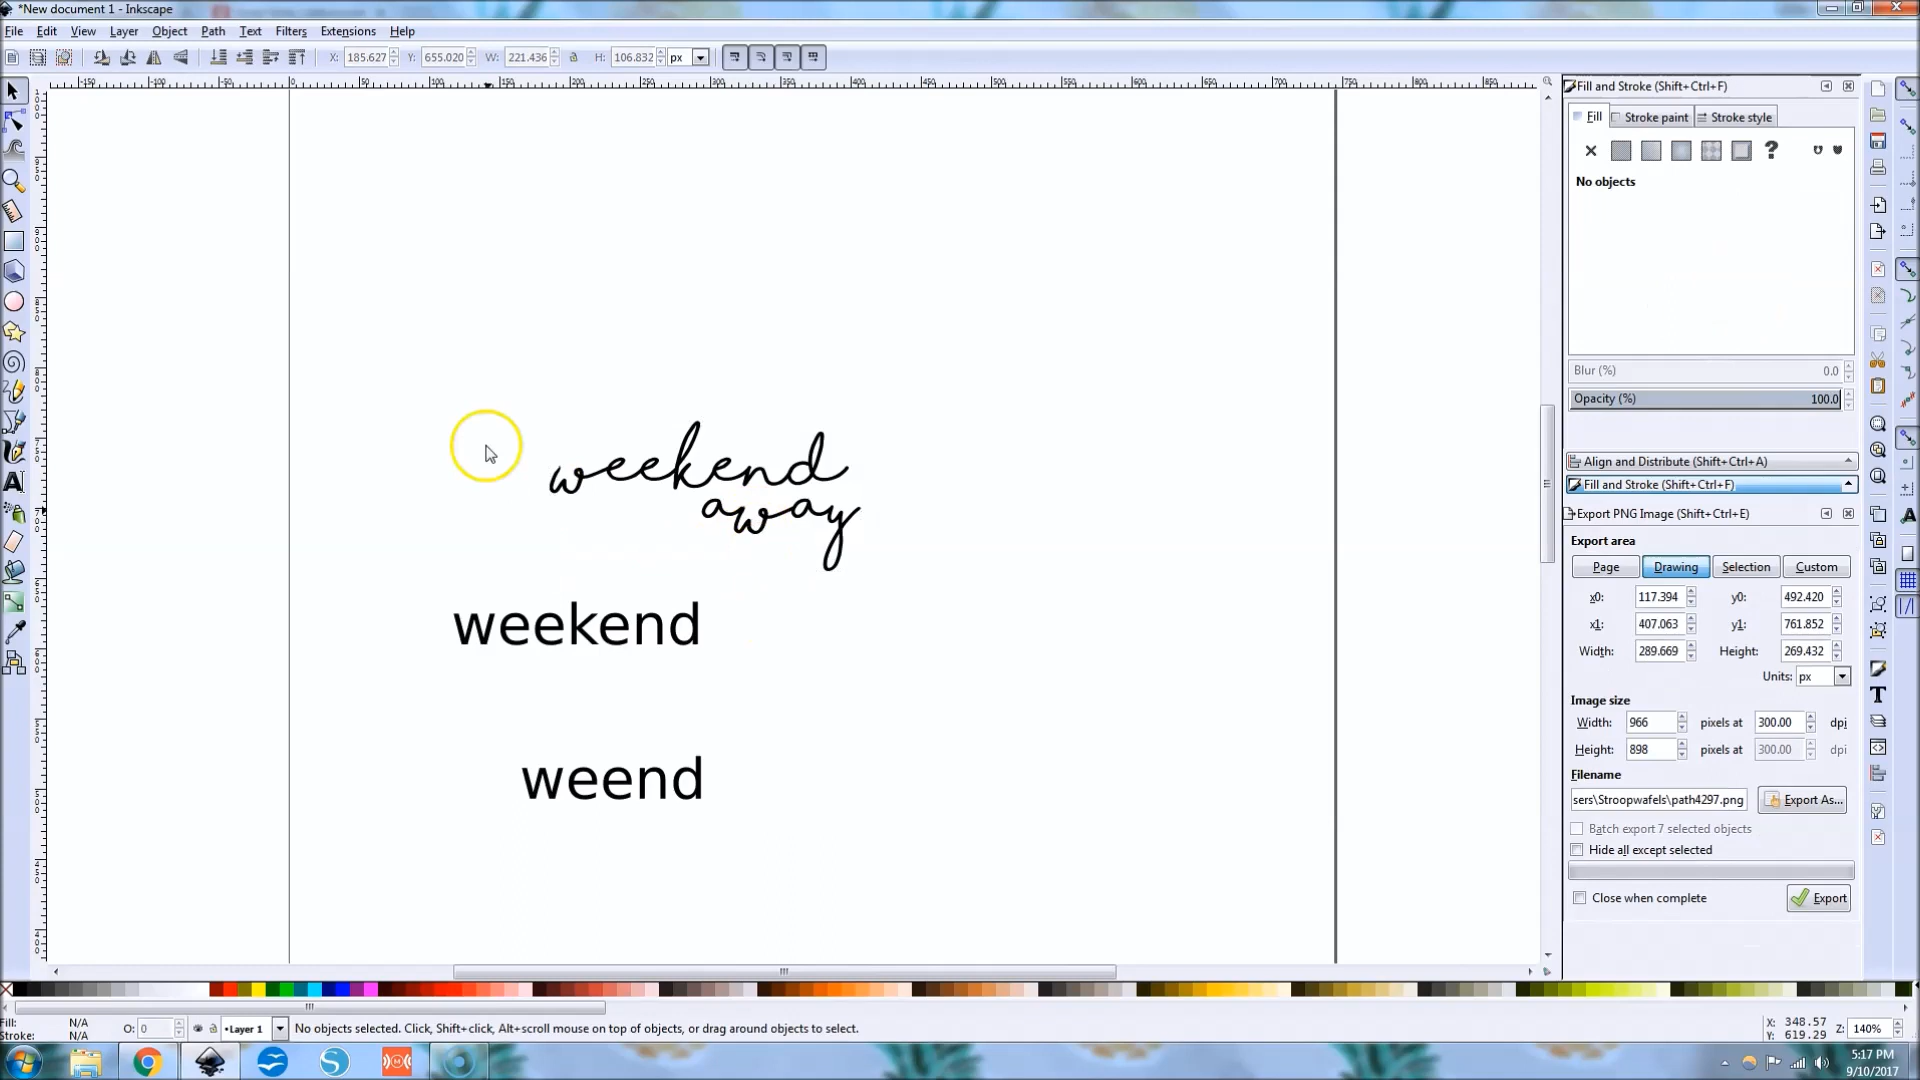 *New document 1 - Inkscape
File Edit View Layer Object Path Text Filters Extensions Help
X: 185.627 Y: 655.020 W: 221.436 H: 106.832 px
Fill and Stroke (Shift+Ctrl+F)
Fill Stroke paint Stroke style
No objects
Blur (%) 0.0
Opacity (%) 100.0
weekend
away
weekend
weend
Align and Distribute (Shift+Ctrl+A)
Fill and Stroke (Shift+Ctrl+F)
Export PNG Image (Shift+Ctrl+E)
Export area
Page Drawing Selection Custom
x0: 117.394 y0: 492.420
x1: 407.063 y1: 761.852
Width: 289.669 Height: 269.432
Units: px
Image size
Width: 966 pixels at 300.00 dpi
Height: 898 pixels at 300.00 dpi
Filename
sers\Stroopwafels\path4297.png Export As...
Batch export 7 selected objects
Hide all except selected
Close when complete Export
Fill: N/A
Stroke: N/A
O: 0
Layer 1
No objects selected. Click, Shift+click, Alt+scroll mouse on top of objects, or drag around objects to select.
X: 348.57
Y: 619.29
Z: 140%
5:17 PM
9/10/2017